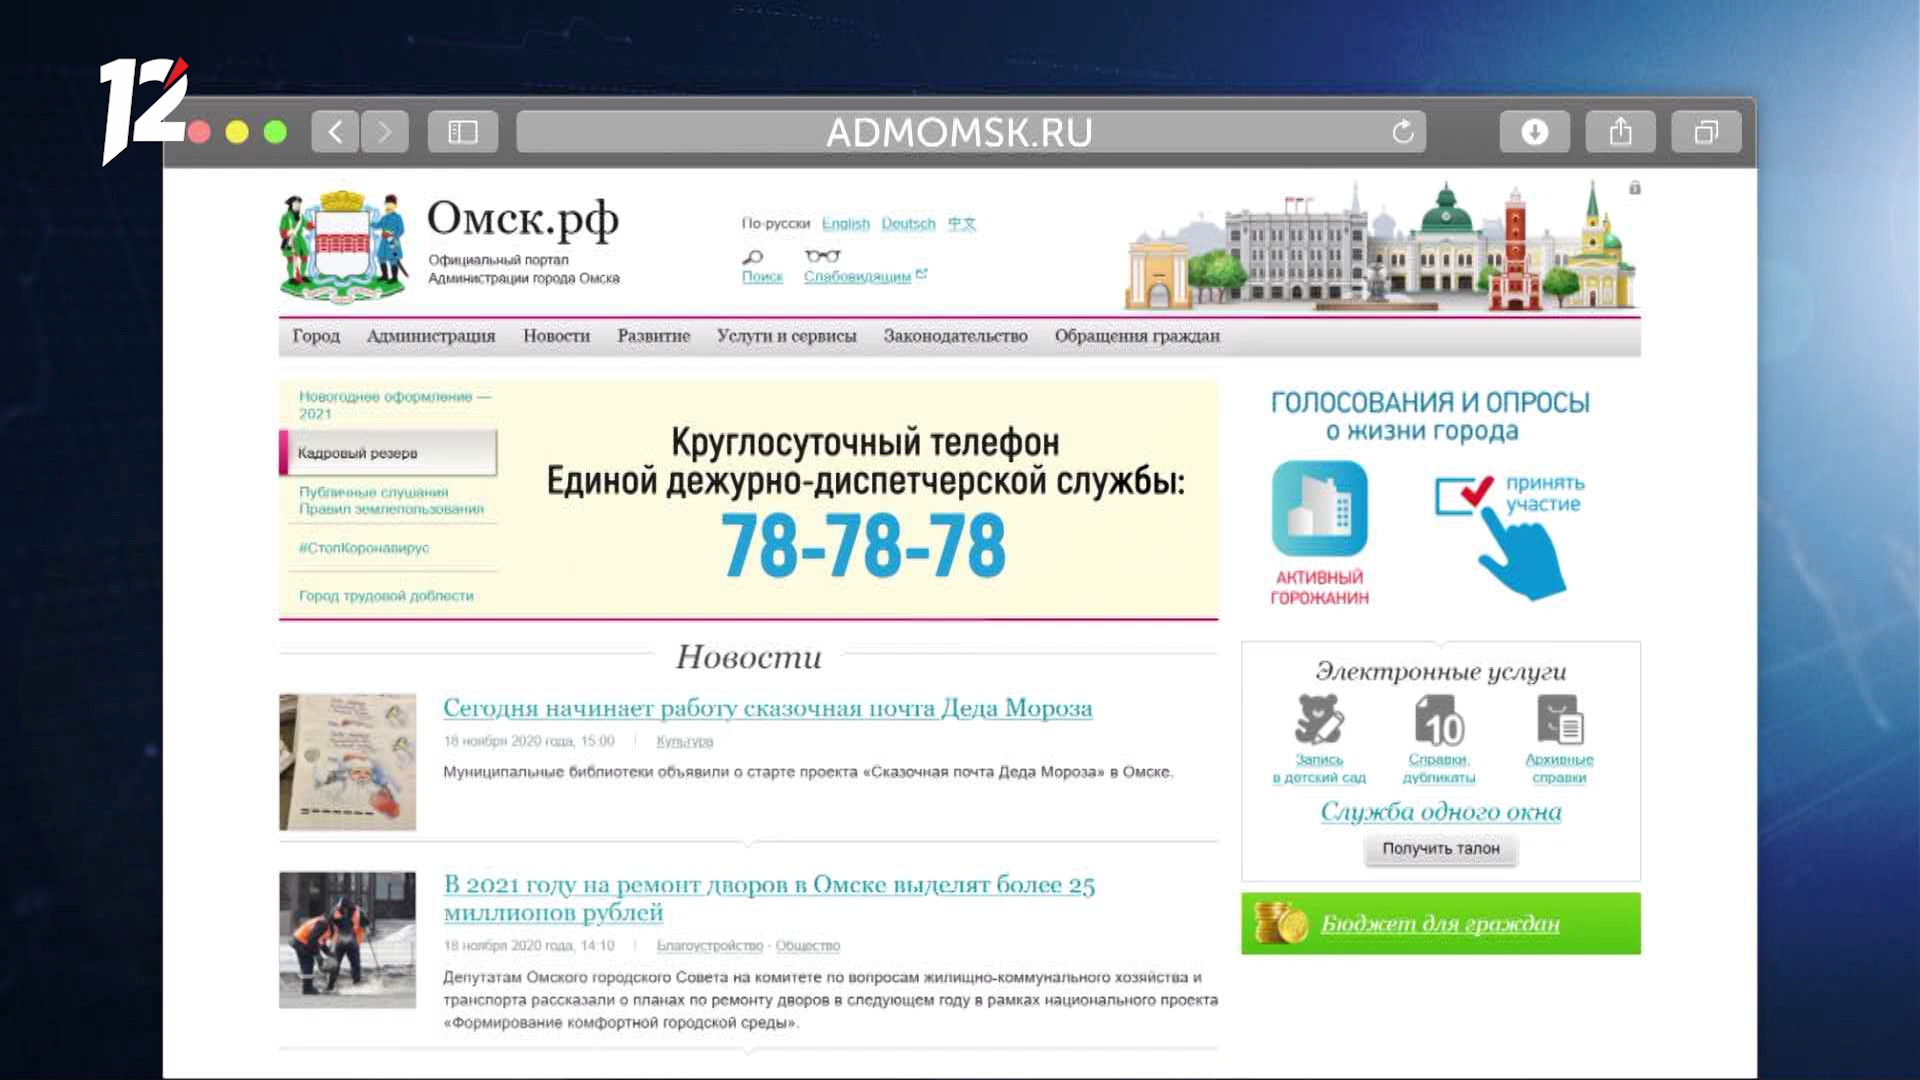 12
ADMOMSK.RU
Омск.рф
Официальный портал
Администрации города Омска
По-русски English Deutsch 中文
Поиск Слабовидящим
Город Администрация Новости Развитие Услуги и сервисы Законодательство Обращения граждан
Новогоднее оформление —
2021
Кадровый резерв
Публичные слушания
Правил землепользования
#СтопКоронавирус
Город трудовой доблести
Круглосуточный телефон
Единой дежурно-диспетчерской службы:
78-78-78
ГОЛОСОВАНИЯ И ОПРОСЫ
о жизни города
АКТИВНЫЙ
ГОРОЖАНИН
ПРИНЯТЬ
участие
Новости
Сегодня начинает работу сказочная почта Деда Мороза
18 ноября 2020 года, 15:00 | Культура
Муниципальные библиотеки объявили о старте проекта «Сказочная почта Деда Мороза» в Омске.
В 2021 году на ремонт дворов в Омске выделят более 25
миллионов рублей
18 ноября 2020 года, 14:10 | Благоустройство · Общество
Депутатам Омского городского Совета на комитете по вопросам жилищно-коммунального хозяйства и
транспорта рассказали о планах по ремонту дворов в следующем году в рамках национального проекта
«Формирование комфортной городской среды».
Электронные услуги
10
Запись
в детский сад
Справки,
дубликаты
Архивные
справки
Служба одного окна
Получить талон
Бюджет для граждан